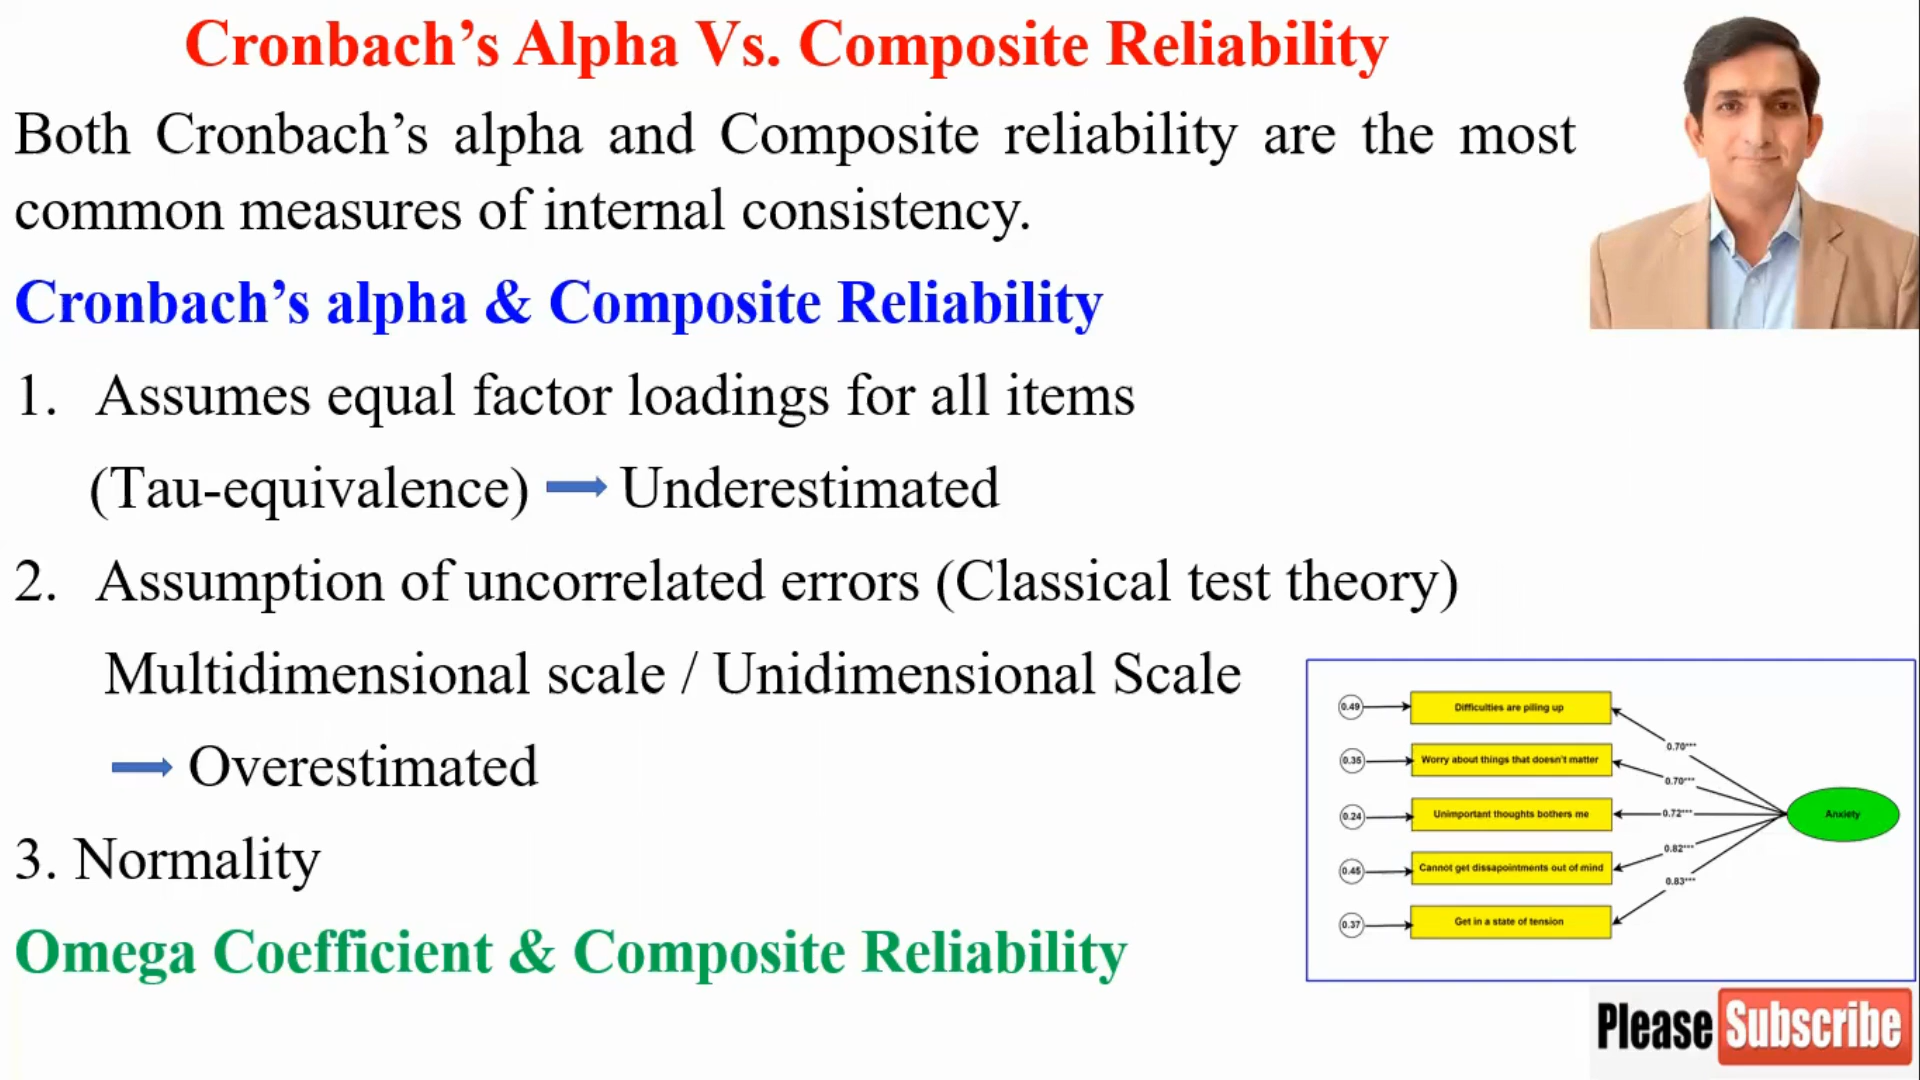 Cronbach’s Alpha Vs. Composite Reliability
Both Cronbach’s alpha and Composite reliability are the most
common measures of internal consistency.
Cronbach’s alpha & Composite Reliability
1. Assumes equal factor loadings for all items
(Tau-equivalence) Underestimated
2. Assumption of uncorrelated errors (Classical test theory)
Multidimensional scale / Unidimensional Scale
Overestimated
3. Normality
Omega Coefficient & Composite Reliability
0.49 Difficulties are piling up
0.70***
0.35 Worry about things that doesn't matter
0.70***
0.24 Unimportant thoughts bothers me 0.72*** Anxiety
0.82***
0.45 Cannot get dissapointments out of mind
0.83***
0.37 Get in a state of tension
Please Subscribe